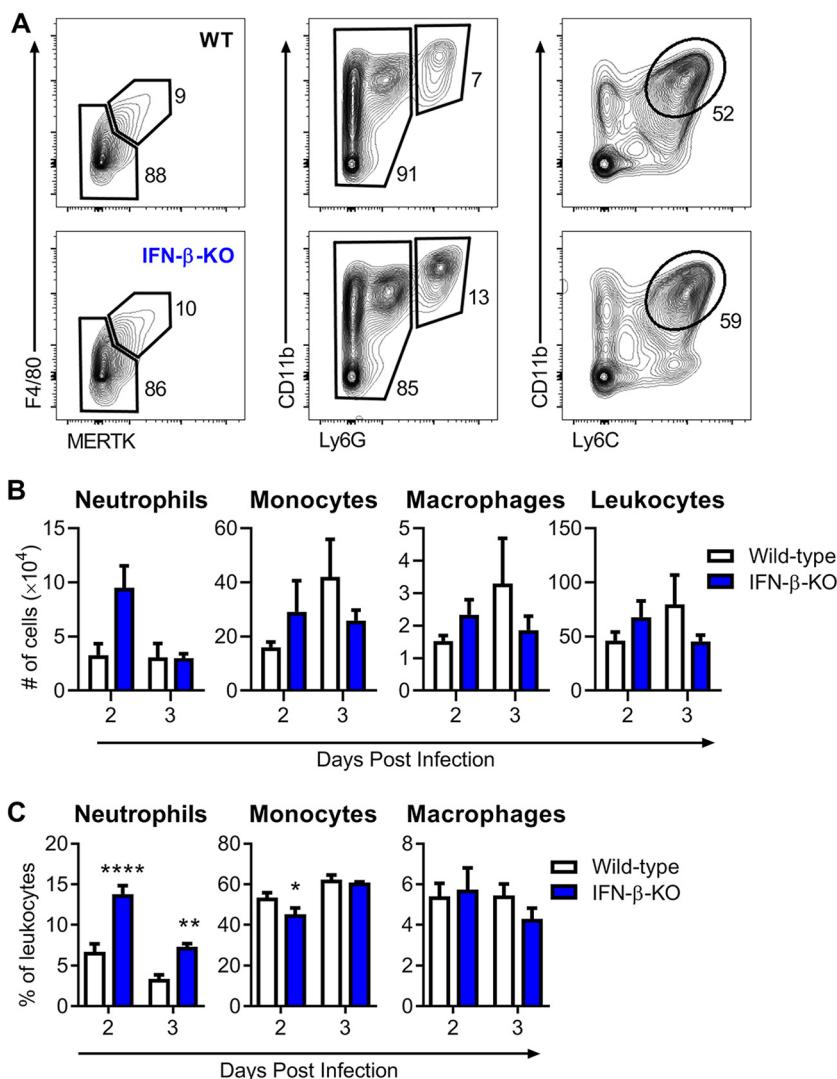 A
WT
9
88
7
91
52
IFN-β-KO
10
86
13
85
59
F4/80
MERTK
CD11b
Ly6G
CD11b
Ly6C
B
Neutrophils Monocytes Macrophages Leukocytes
# of cells (×10⁴)
15
10
5
0
2 3
60
40
20
0
2 3
5
4
3
2
1
0
2 3
150
100
50
0
2 3
Wild-type
IFN-β-KO
Days Post Infection
C
Neutrophils Monocytes Macrophages
% of leukocytes
20
15
10
5
0
****
**
2 3
80
60
40
20
0
*
2 3
8
6
4
2
0
2 3
Wild-type
IFN-β-KO
Days Post Infection